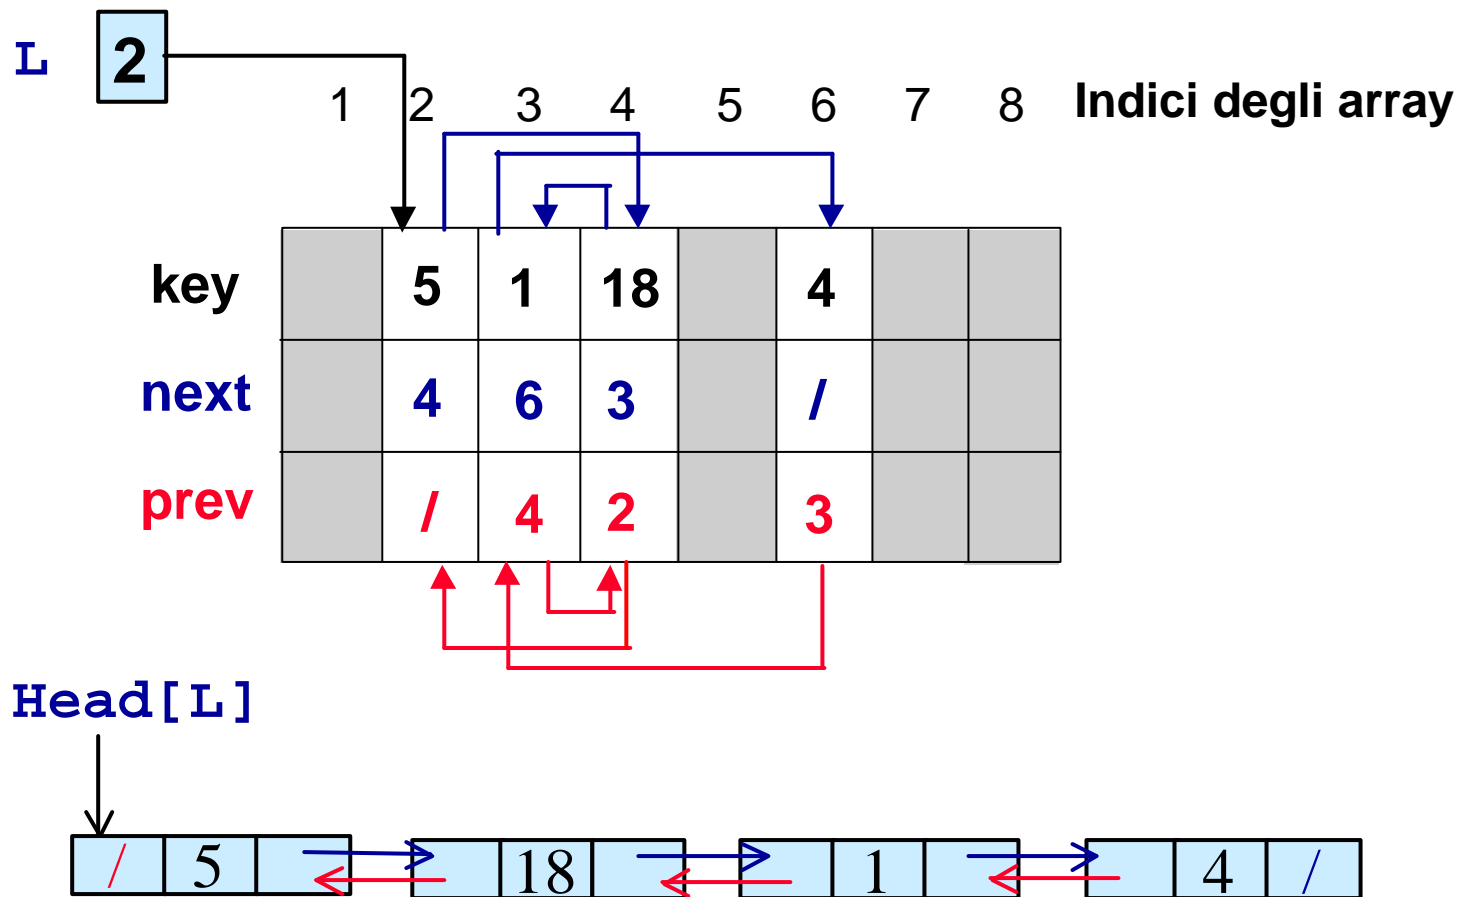 L 2
1 2 3 4 5 6 7 8 Indici degli array
key 5 1 18 4
next 4 6 3 /
prev / 4 2 3
Head[L]
/ 5 18 1 4 /